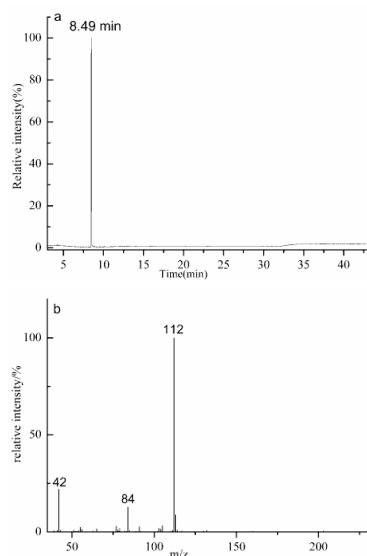 a
8.49 min
Relative intensity(%)
100
80
60
40
20
0
5 10 15 20 25 30 35 40
Time(min)
b
112
relative intensity/%
100
50
0
42
84
50 100 150 200
m/z